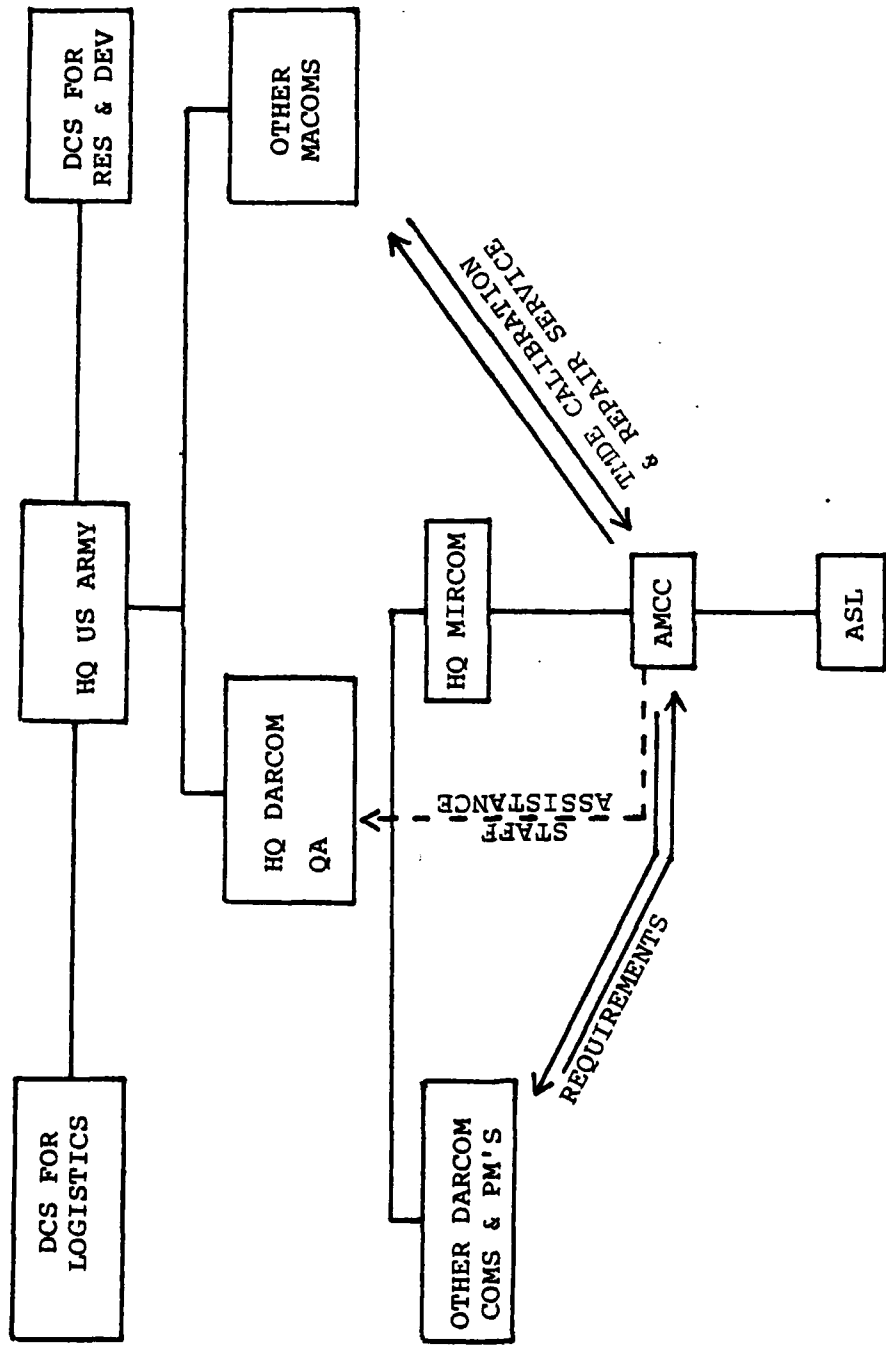 DCS FOR
LOGISTICS
HQ US ARMY
DCS FOR
RES & DEV
HQ DARCOM
QA
OTHER
MACOMS
OTHER DARCOM
COMS & PM'S
STAFF
ASSISTANCE
HQ MIRCOM
REQUIREMENTS
TMDE CALIBRATION
& REPAIR SERVICE
AMCC
ASL